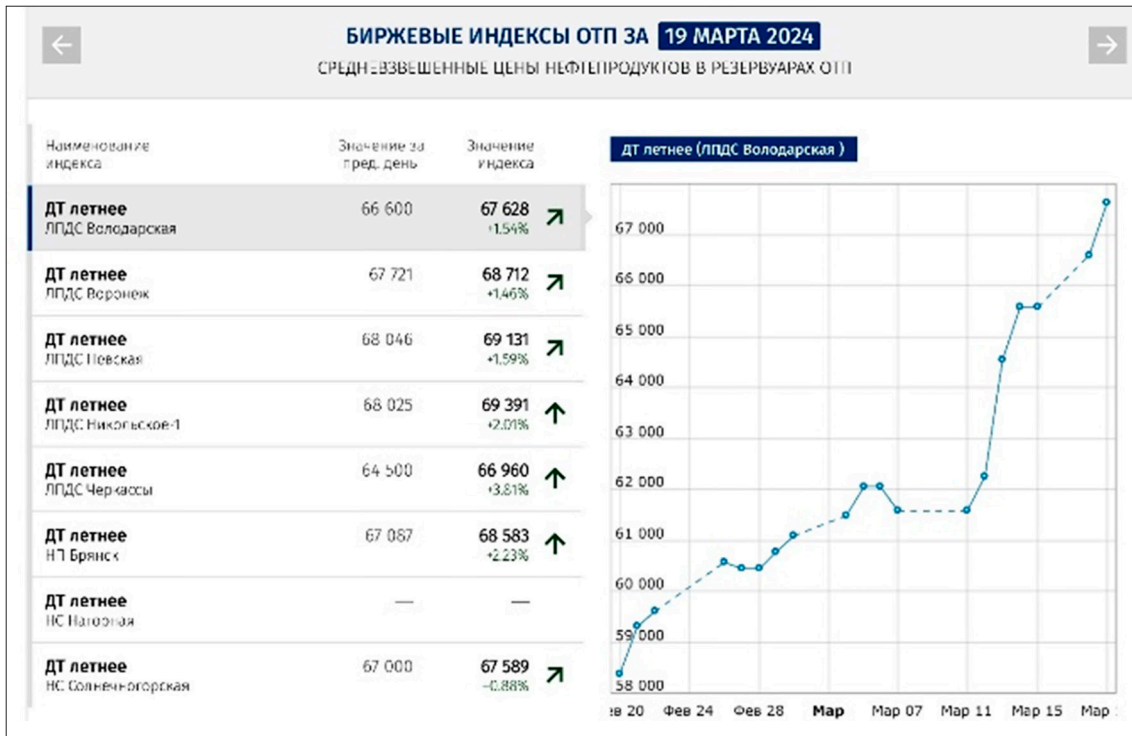 БИРЖЕВЫЕ ИНДЕКСЫ ОТП ЗА 19 МАРТА 2024
СРЕДНЕВЗВЕШЕННЫЕ ЦЕНЫ НЕФТЕПРОДУКТОВ В РЕЗЕРВУАРАХ ОТП
Наименование индекса
Значение за пред. день
Значение индекса
ДТ летнее 66 600 67 628
ЛПДС Володарская +1.54%
ДТ летнее 67 721 68 712
ЛПДС Воронеж +1.46%
ДТ летнее 68 046 69 131
ЛПДС Невская +1.59%
ДТ летнее 68 025 69 391
ЛПДС Никольское-1 +2.01%
ДТ летнее 64 500 66 960
ЛПДС Черкассы +3.81%
ДТ летнее 67 087 68 583
НП Брянск +2.23%
ДТ летнее — —
НС Нагорная
ДТ летнее 67 000 67 589
НС Солнечногорская +0.88%
ДТ летнее (ЛПДС Володарская )
67 000
66 000
65 000
64 000
63 000
62 000
61 000
60 000
59 000
58 000
ев 20 Фев 24 Фев 28 Мар Мар 07 Мар 11 Мар 15 Мар